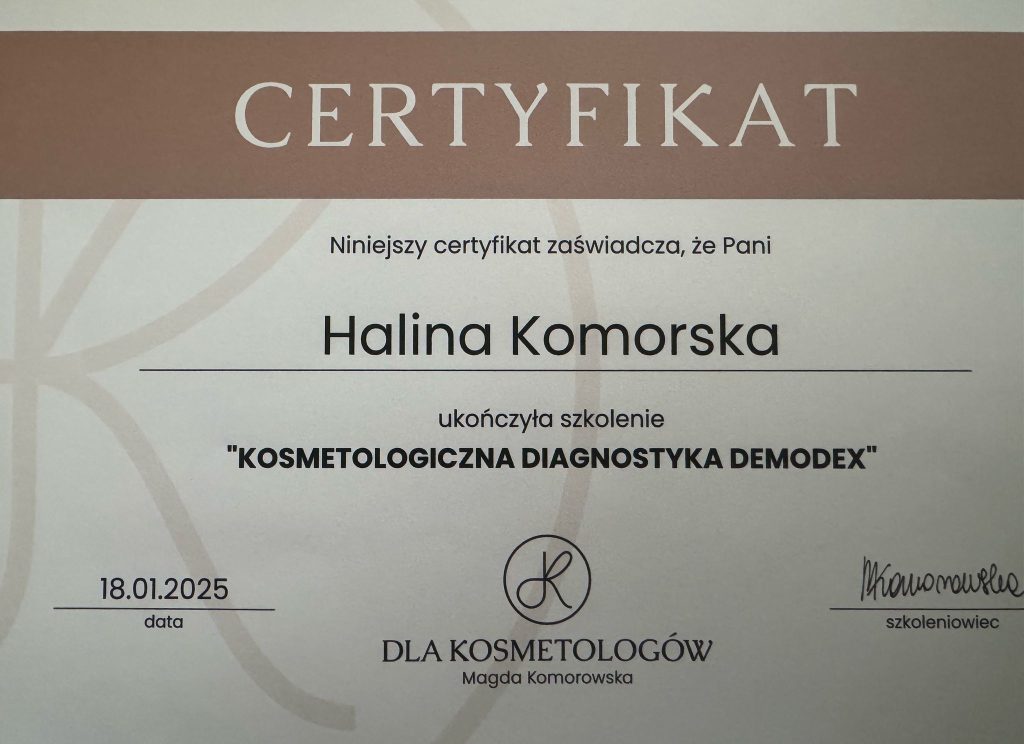 CERTYFIKAT
Niniejszy certyfikat zaświadcza, że Pani
Halina Komorska
ukończyła szkolenie
"KOSMETOLOGICZNA DIAGNOSTYKA DEMODEX"
18.01.2025
data
MKomorowska
szkoleniowiec
K
DLA KOSMETOLOGÓW
Magda Komorowska